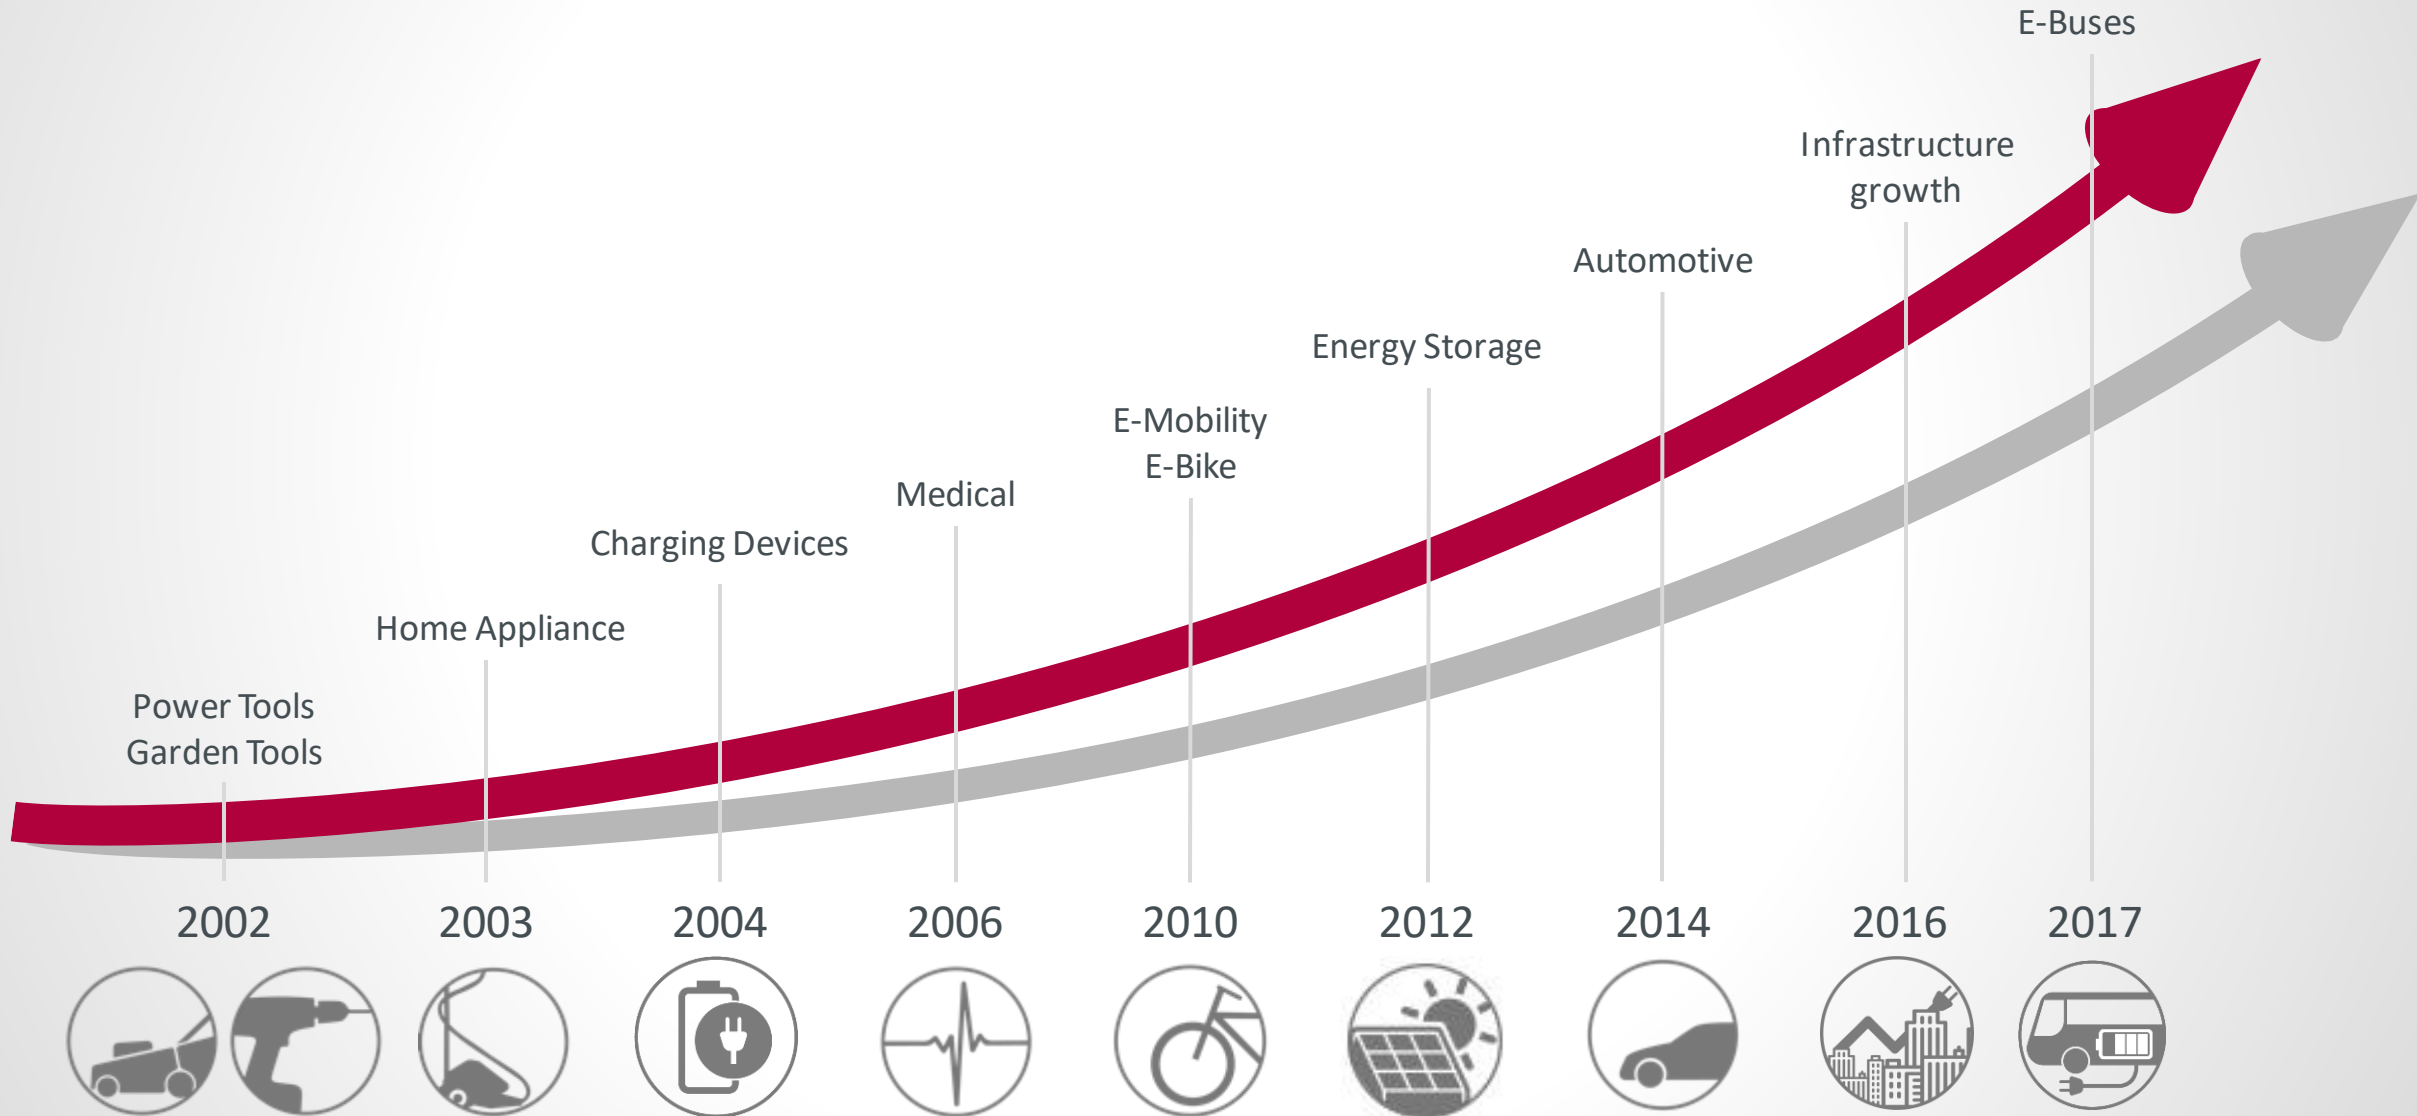 E-Buses
Infrastructure
growth
Automotive
Energy Storage
E-Mobility
E-Bike
Medical
Charging Devices
Home Appliance
Power Tools
Garden Tools
2002
2003
2004
2006
2010
2012
2014
2016
2017